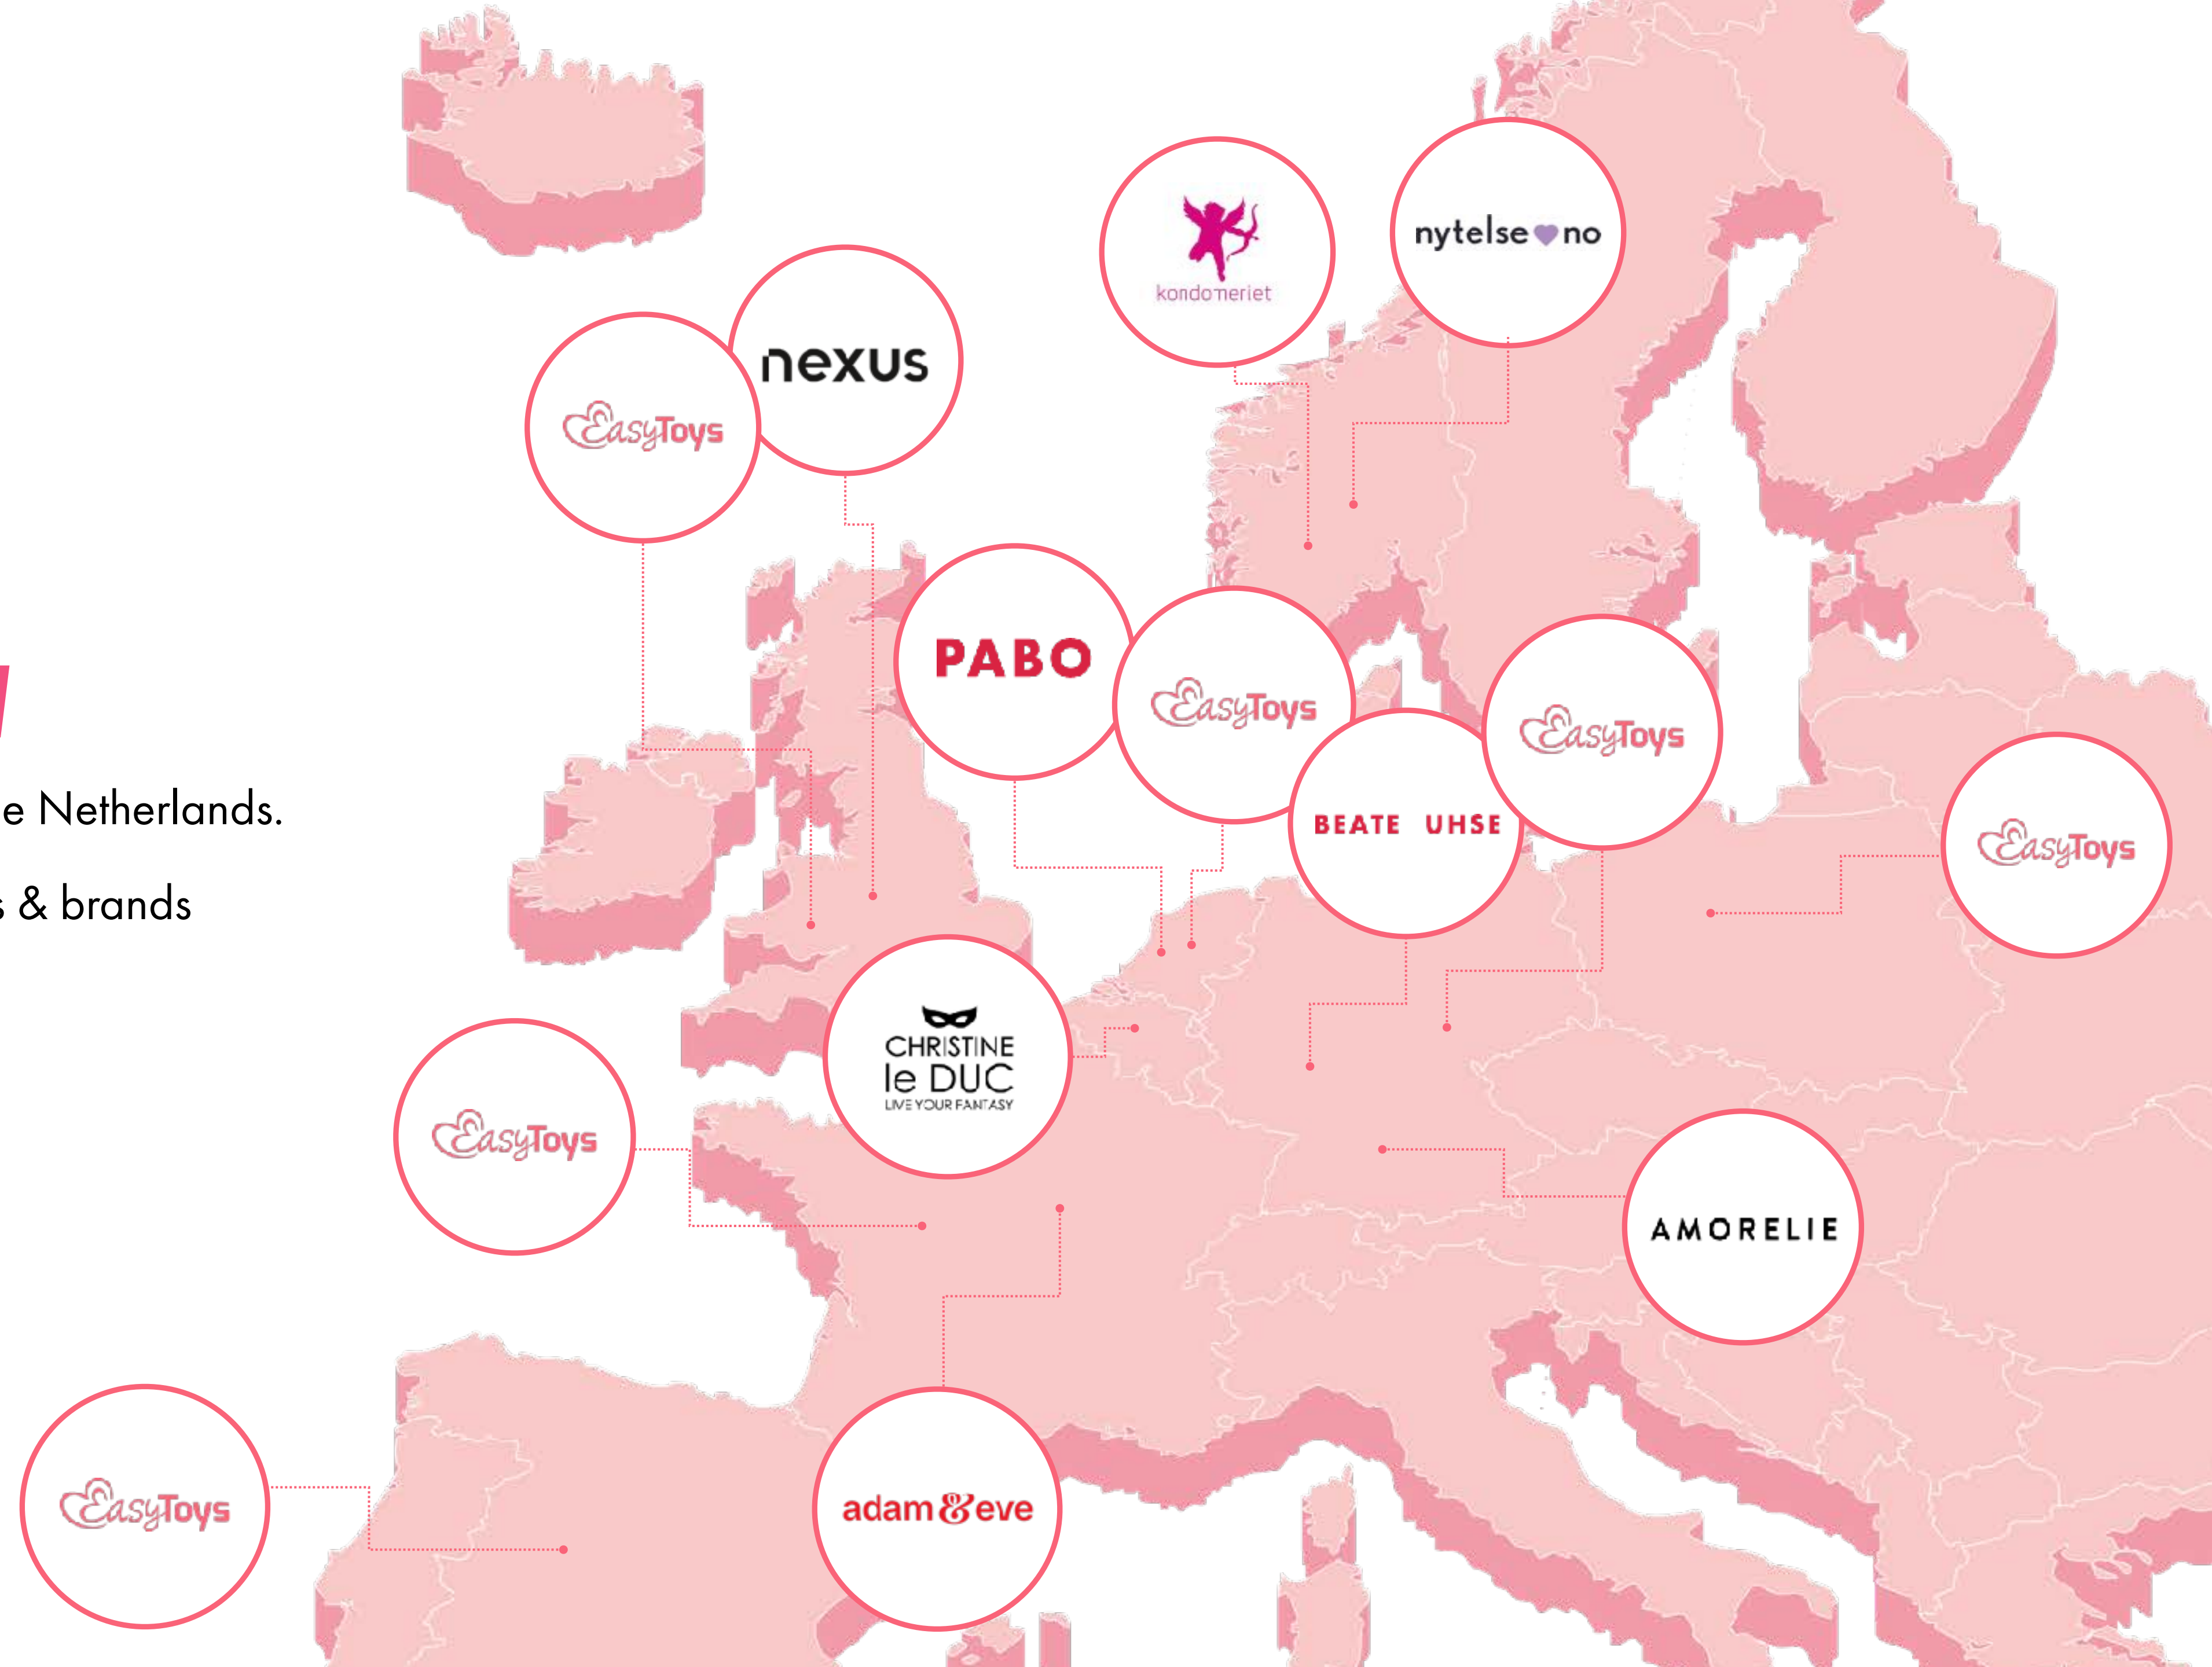 kondomeriet
nytelse no
nexus
EasyToys
PABO
EasyToys
EasyToys
BEATE UHSE
EasyToys
e Netherlands.
s & brands
CHRISTINE
le DUC
LIVE YOUR FANTASY
EasyToys
AMORELIE
EasyToys
adam & eve